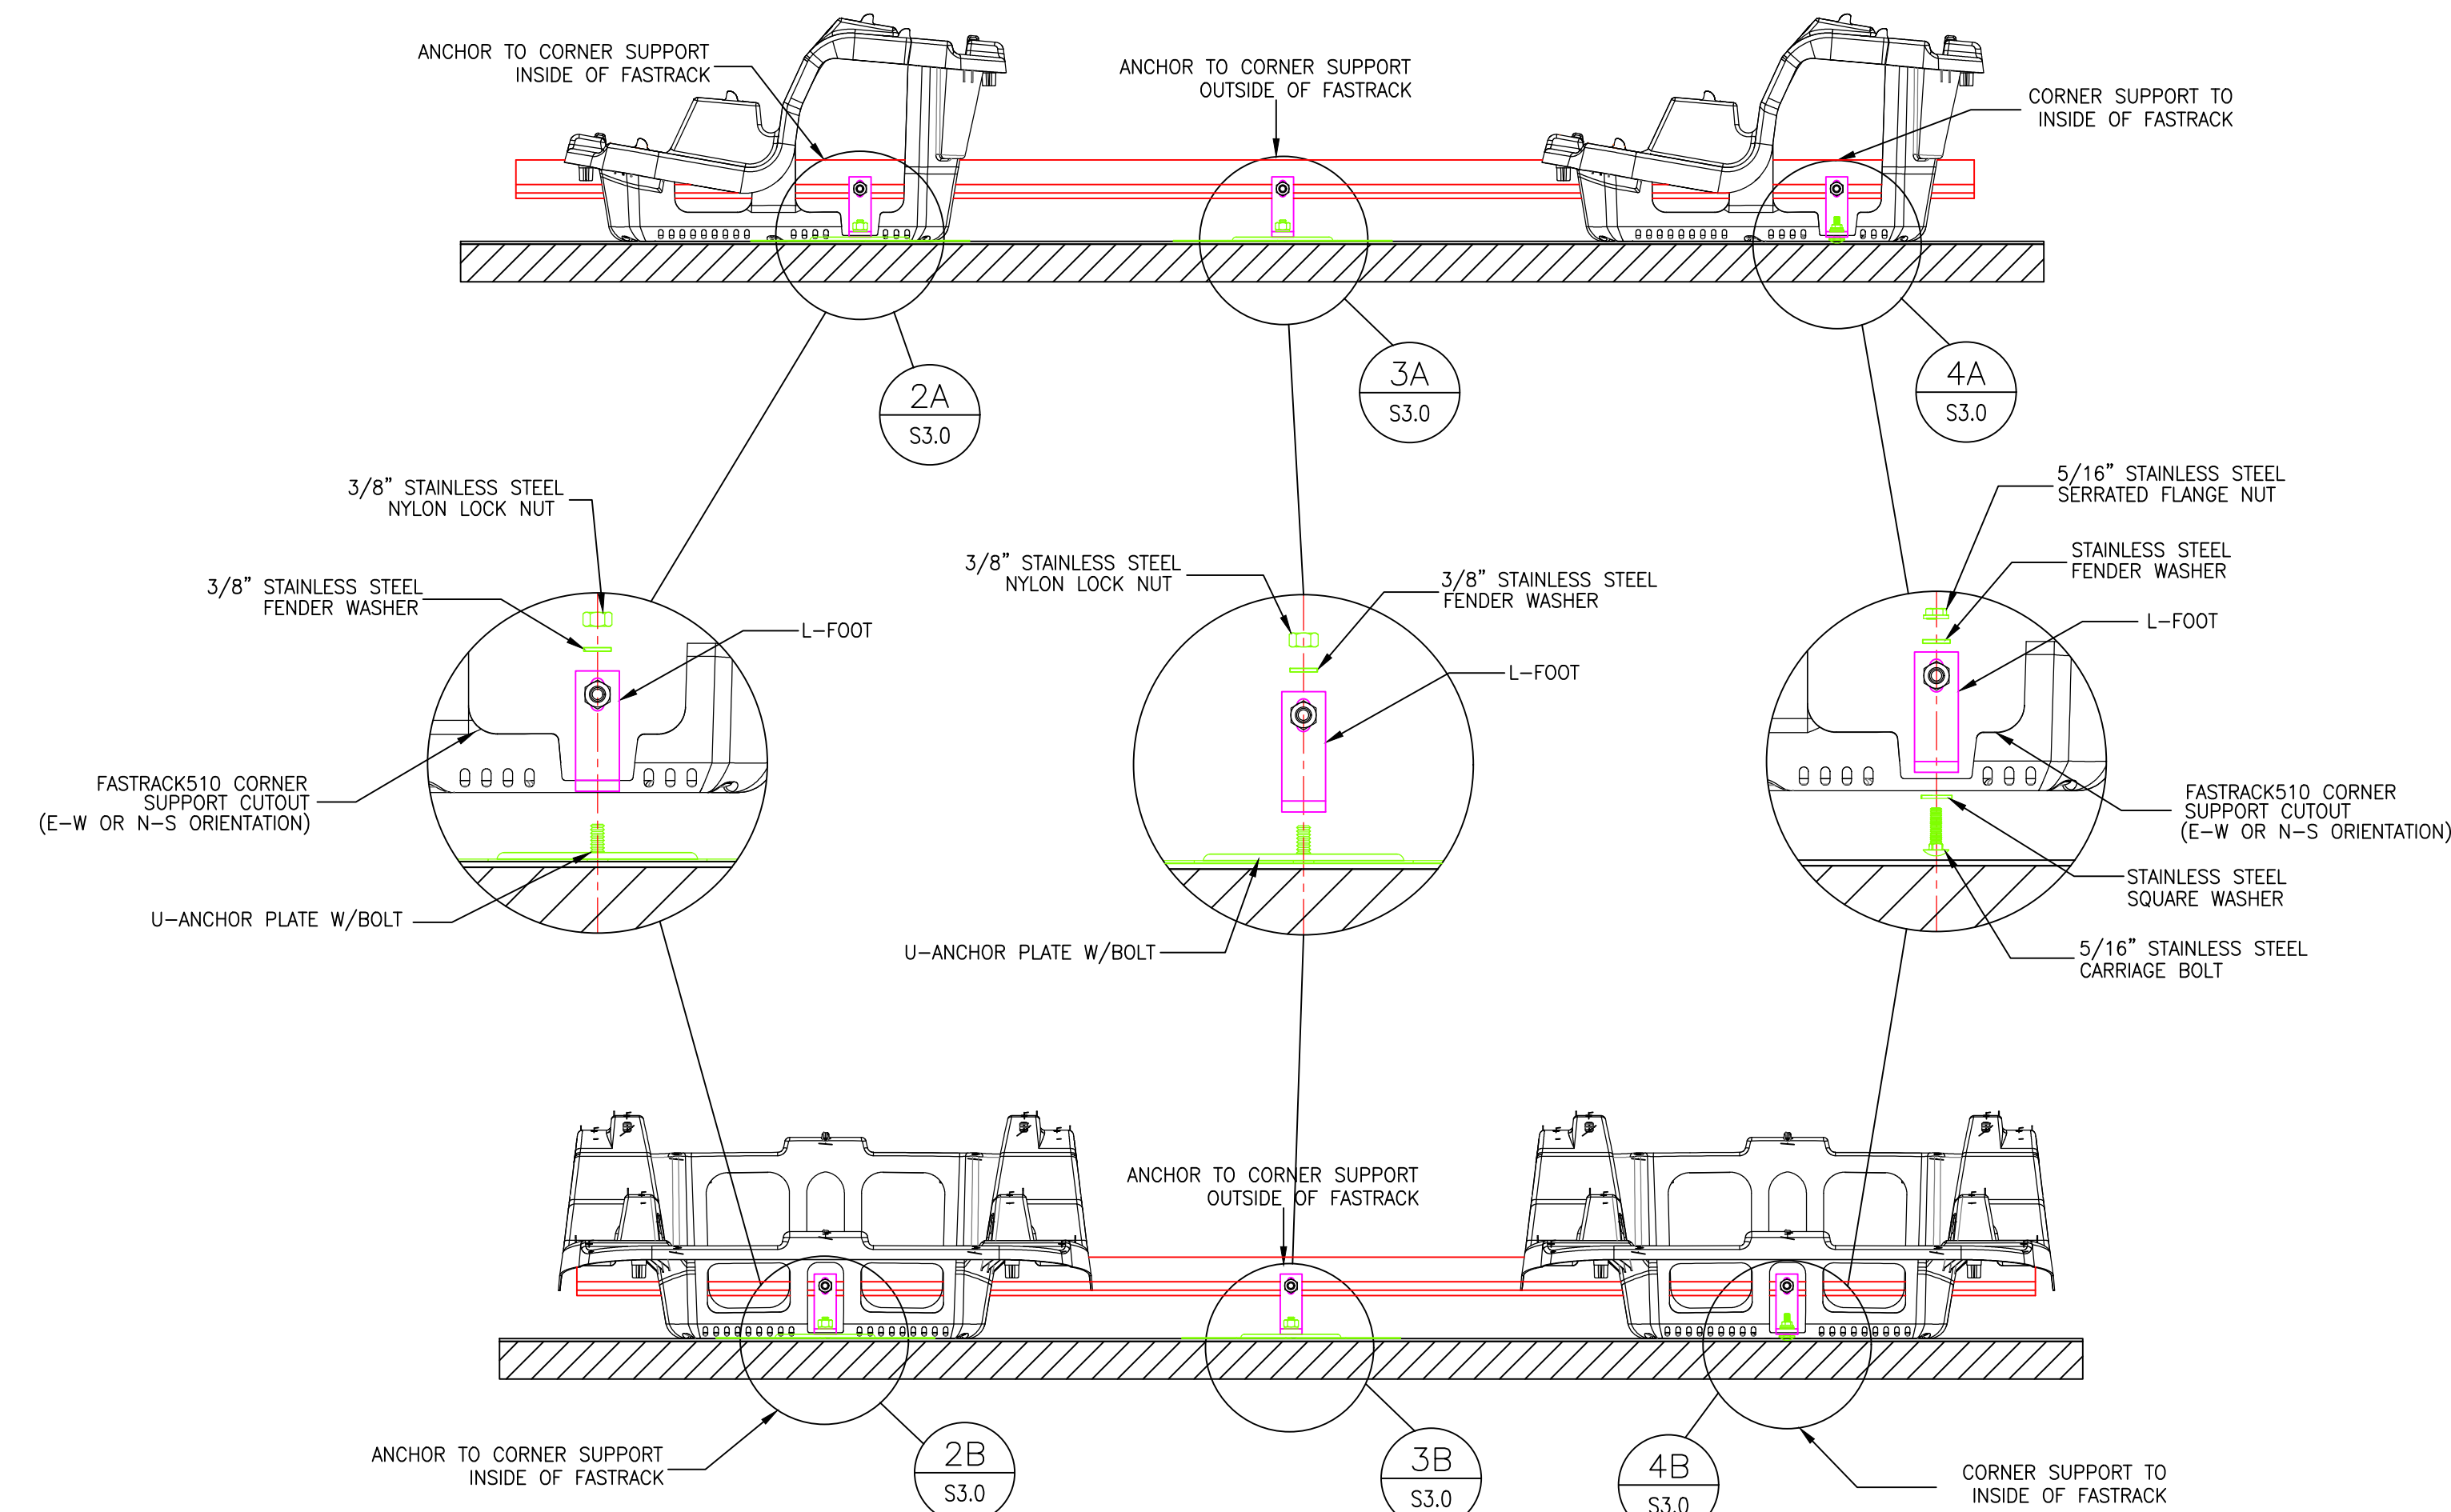 ANCHOR TO CORNER SUPPORT
INSIDE OF FASTRACK
ANCHOR TO CORNER SUPPORT
OUTSIDE OF FASTRACK
CORNER SUPPORT TO
INSIDE OF FASTRACK
2A
S3.0
3A
S3.0
4A
S3.0
3/8" STAINLESS STEEL
NYLON LOCK NUT
3/8" STAINLESS STEEL
FENDER WASHER
L-FOOT
FASTRACK510 CORNER
SUPPORT CUTOUT
(E-W OR N-S ORIENTATION)
U-ANCHOR PLATE W/BOLT
3/8" STAINLESS STEEL
NYLON LOCK NUT
3/8" STAINLESS STEEL
FENDER WASHER
L-FOOT
U-ANCHOR PLATE W/BOLT
5/16" STAINLESS STEEL
SERRATED FLANGE NUT
STAINLESS STEEL
FENDER WASHER
L-FOOT
FASTRACK510 CORNER
SUPPORT CUTOUT
(E-W OR N-S ORIENTATION)
STAINLESS STEEL
SQUARE WASHER
5/16" STAINLESS STEEL
CARRIAGE BOLT
ANCHOR TO CORNER SUPPORT
OUTSIDE OF FASTRACK
ANCHOR TO CORNER SUPPORT
INSIDE OF FASTRACK
2B
S3.0
3B
S3.0
4B
S3.0
CORNER SUPPORT TO
INSIDE OF FASTRACK